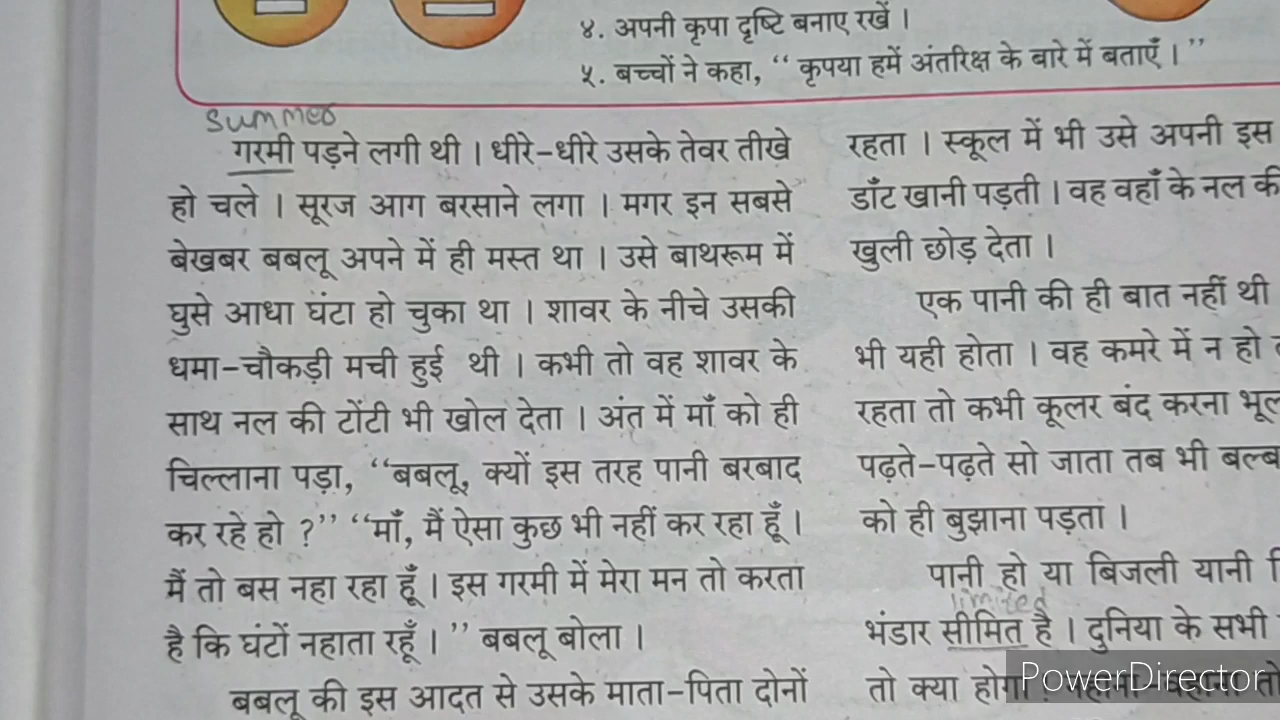 ४. अपनी कृपा दृष्टि बनाए रखें ।
५. बच्चों ने कहा, “ कृपया हमें अंतरिक्ष के बारे में बताएँ । ”
summer
गरमी पड़ने लगी थी । धीरे-धीरे उसके तेवर तीखे
हो चले । सूरज आग बरसाने लगा । मगर इन सबसे
बेखबर बबलू अपने में ही मस्त था । उसे बाथरूम में
घुसे आधा घंटा हो चुका था । शावर के नीचे उसकी
धमा-चौकड़ी मची हुई थी । कभी तो वह शावर के
साथ नल की टोंटी भी खोल देता । अंत में माँ को ही
चिल्लाना पड़ा, “बबलू, क्यों इस तरह पानी बरबाद
कर रहे हो ?” “माँ, मैं ऐसा कुछ भी नहीं कर रहा हूँ ।
मैं तो बस नहा रहा हूँ । इस गरमी में मेरा मन तो करता
है कि घंटों नहाता रहूँ । ” बबलू बोला ।
बबलू की इस आदत से उसके माता-पिता दोनों
रहता । स्कूल में भी उसे अपनी इस
डाँट खानी पड़ती । वह वहाँ के नल की
खुली छोड़ देता ।
एक पानी की ही बात नहीं थी
भी यही होता । वह कमरे में न हो
रहता तो कभी कूलर बंद करना भूल
पढ़ते-पढ़ते सो जाता तब भी बल्ब
को ही बुझाना पड़ता ।
पानी हो या बिजली यानी
limited
भंडार सीमित है । दुनिया के सभी
तो क्या होगा
PowerDirector